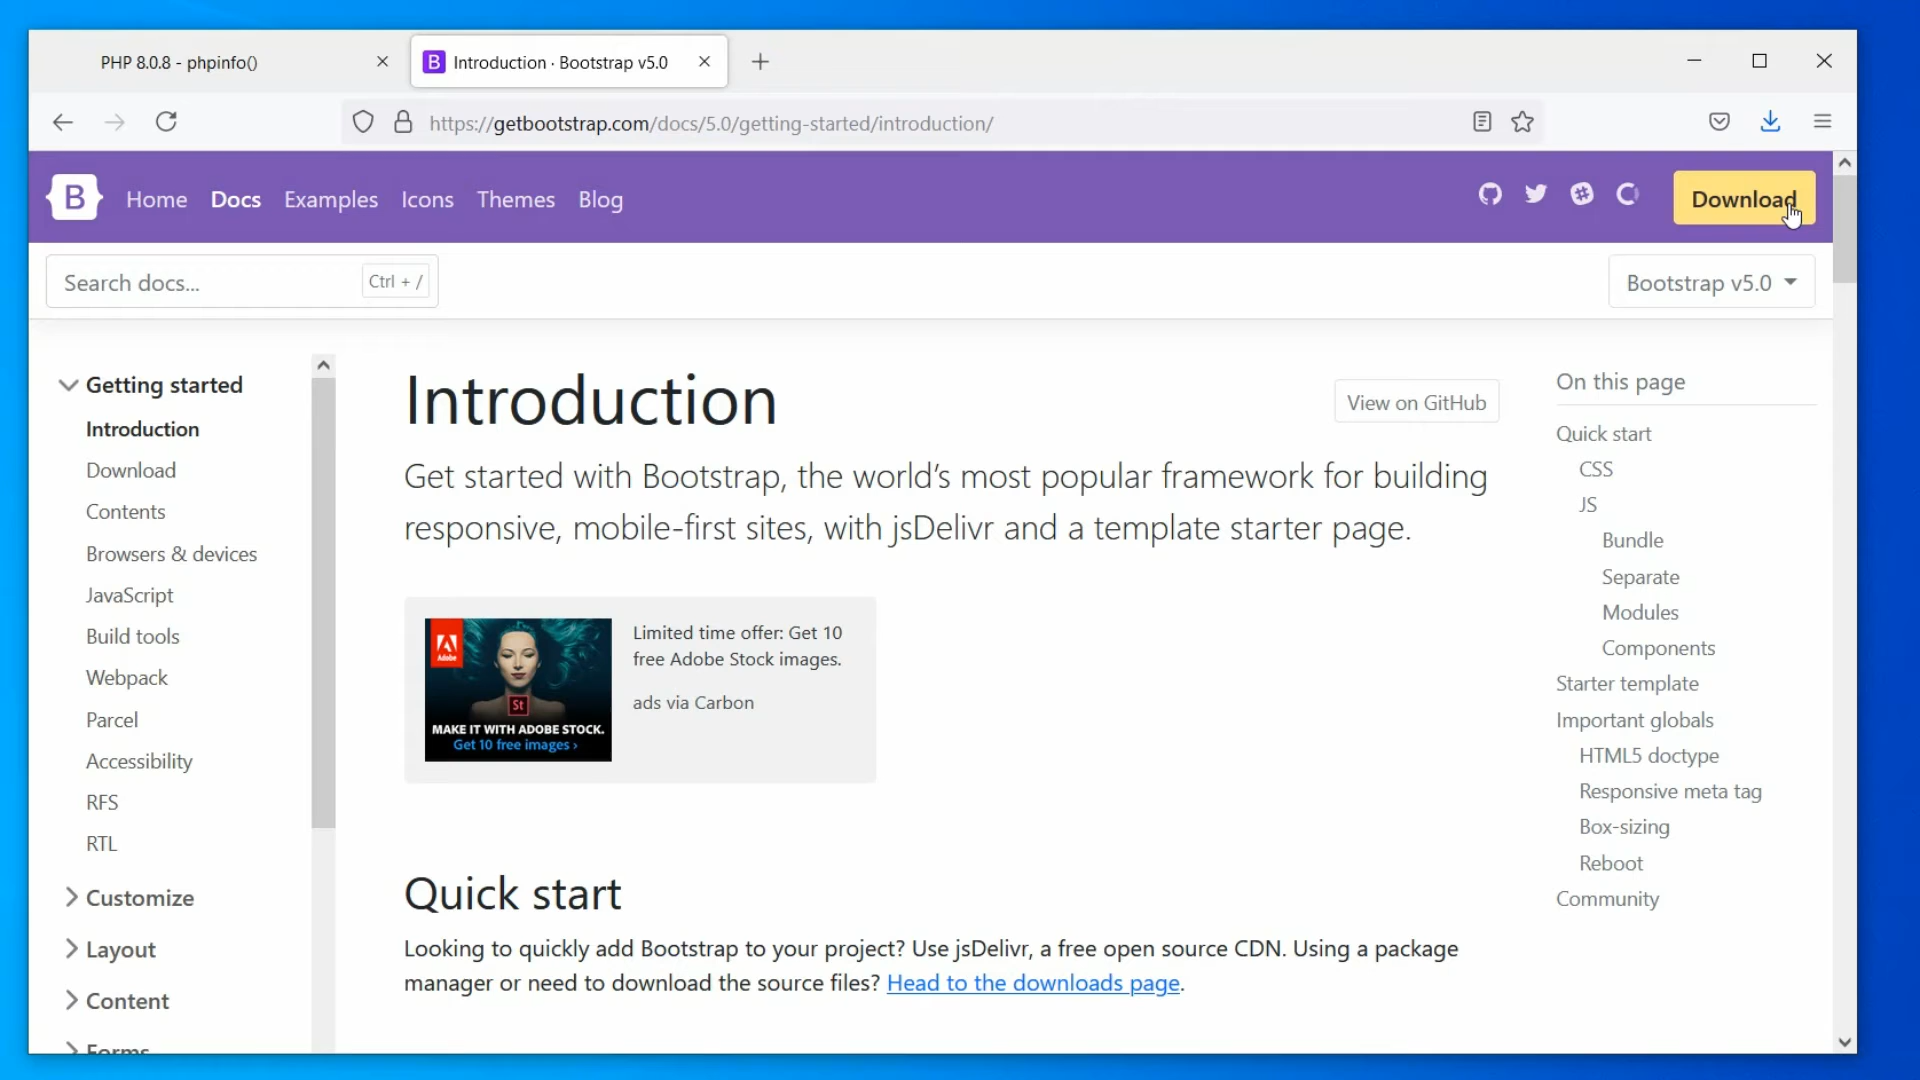 PHP 8.0.8 - phpinfo()
B Introduction · Bootstrap v5.0
https://getbootstrap.com/docs/5.0/getting-started/introduction/
B Home Docs Examples Icons Themes Blog Download
Search docs... Ctrl + /
Bootstrap v5.0
Getting started
Introduction
Download
Contents
Browsers & devices
JavaScript
Build tools
Webpack
Parcel
Accessibility
RFS
RTL
Customize
Layout
Content
Forms
Introduction
View on GitHub
Get started with Bootstrap, the world's most popular framework for building
responsive, mobile-first sites, with jsDelivr and a template starter page.
Adobe
St
MAKE IT WITH ADOBE STOCK.
Get 10 free images ›
Limited time offer: Get 10
free Adobe Stock images.
ads via Carbon
Quick start
Looking to quickly add Bootstrap to your project? Use jsDelivr, a free open source CDN. Using a package
manager or need to download the source files? Head to the downloads page.
On this page
Quick start
CSS
JS
Bundle
Separate
Modules
Components
Starter template
Important globals
HTML5 doctype
Responsive meta tag
Box-sizing
Reboot
Community